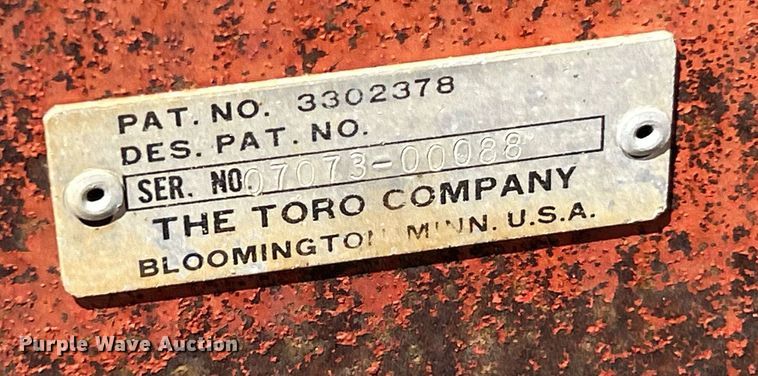 PAT. NO. 3302378
DES. PAT. NO.
SER. NO. 07073-00088
THE TORO COMPANY
BLOOMINGTON MINN. U.S.A.
Purple Wave Auction